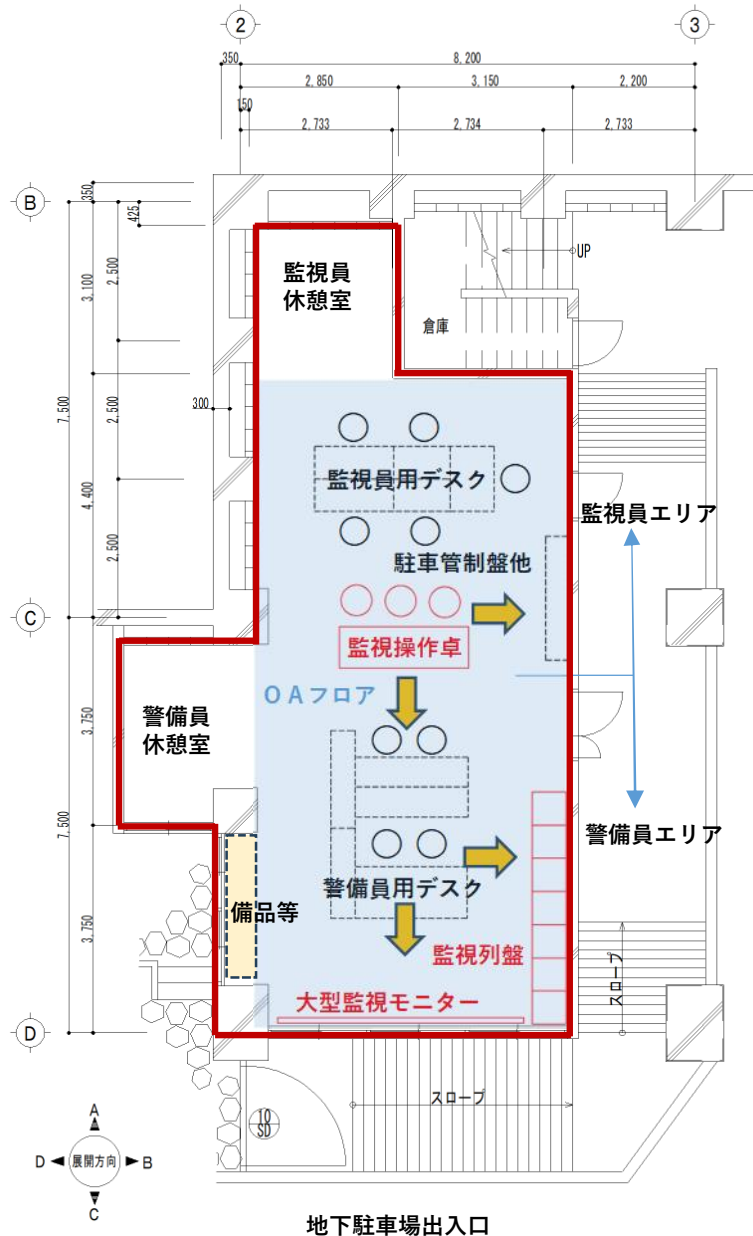 2
3
350
8,200
2,850
3,150
2,200
150
2,733
2,734
2,733
B
350
425
2,500
3,100
監視員
休憩室
UP
倉庫
7,500
300
2,500
4,400
監視員用デスク
監視員エリア
2,500
駐車管制盤他
C
監視操作卓
OAフロア
警備員
休憩室
3,750
7,500
警備員エリア
警備員用デスク
備品等
3,750
監視列盤
スロープ
大型監視モニター
D
スロープ
10
SD
A
D
展開方向
B
C
地下駐車場出入口